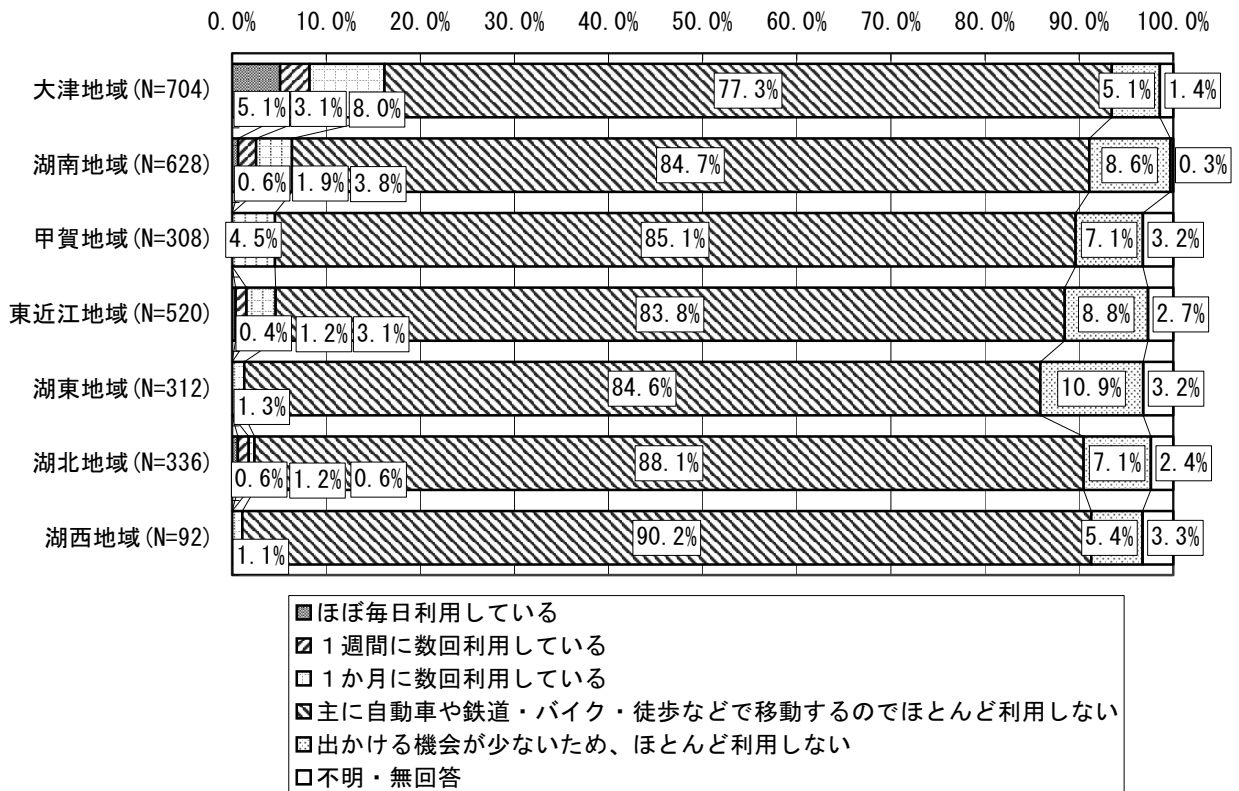 0.0% 10.0% 20.0% 30.0% 40.0% 50.0% 60.0% 70.0% 80.0% 90.0% 100.0%
大津地域(N=704) 5.1% 3.1% 8.0% 77.3% 5.1% 1.4%
湖南地域(N=628) 0.6% 1.9% 3.8% 84.7% 8.6% 0.3%
甲賀地域(N=308) 4.5% 85.1% 7.1% 3.2%
東近江地域(N=520) 0.4% 1.2% 3.1% 83.8% 8.8% 2.7%
湖東地域(N=312) 1.3% 84.6% 10.9% 3.2%
湖北地域(N=336) 0.6% 1.2% 0.6% 88.1% 7.1% 2.4%
湖西地域(N=92) 1.1% 90.2% 5.4% 3.3%
ほぼ毎日利用している
１週間に数回利用している
１か月に数回利用している
主に自動車や鉄道・バイク・徒歩などで移動するのでほとんど利用しない
出かける機会が少ないため、ほとんど利用しない
不明・無回答